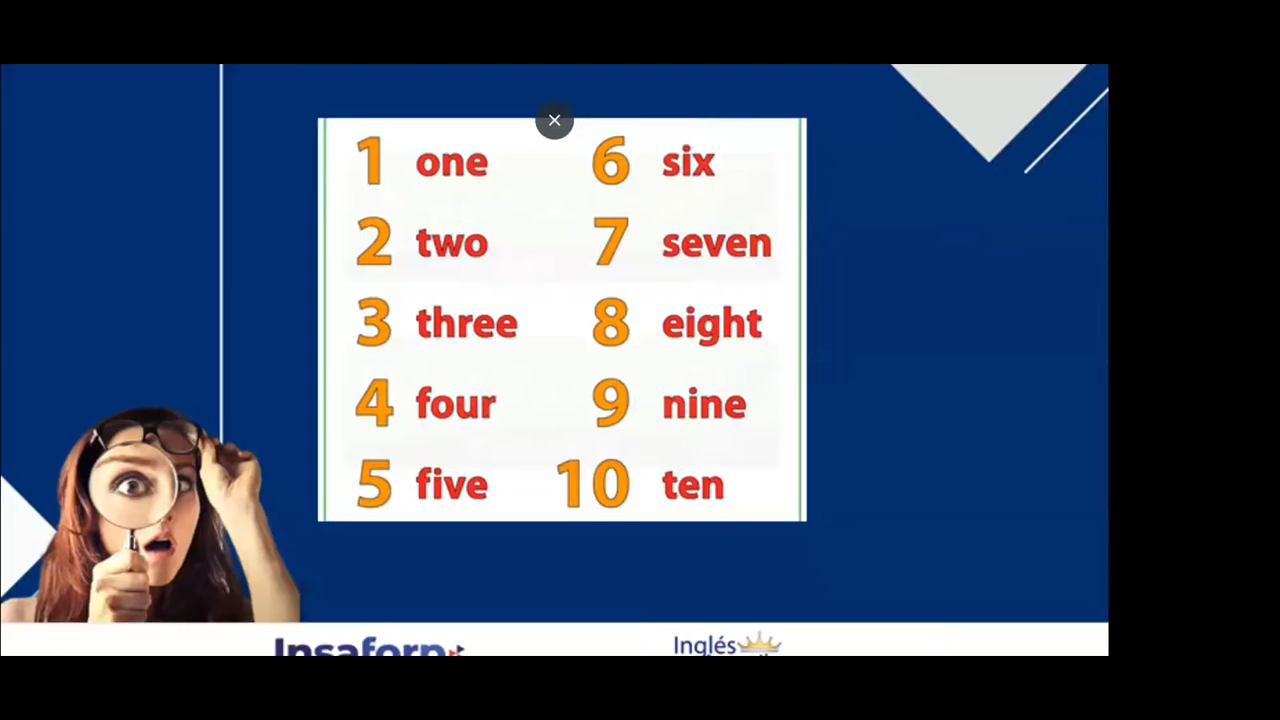 1 one 6 six
2 two 7 seven
3 three 8 eight
4 four 9 nine
5 five 10 ten
Insaforp Inglés